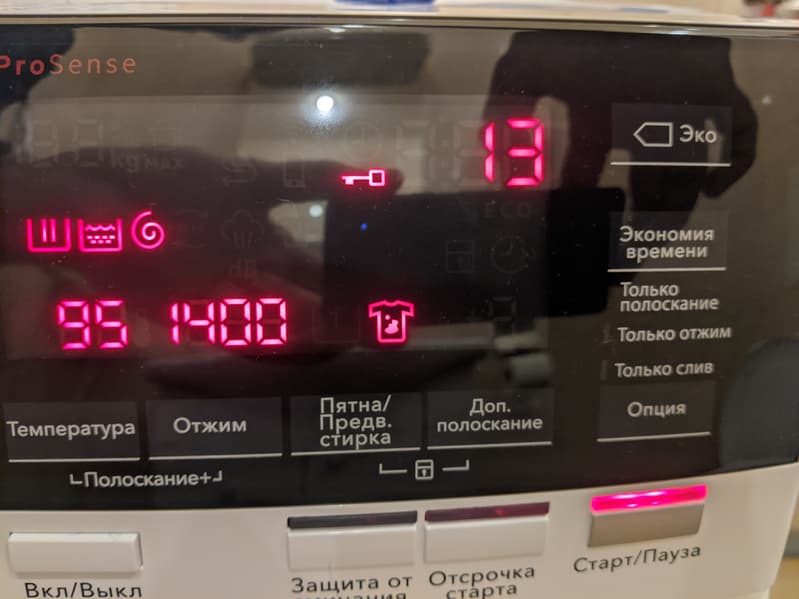 ProSense
13
Эко
Экономия
времени
95 1400
Только
полоскание
Только отжим
Только слив
Опция
Температура
Отжим
Пятна/
Предв.
стирка
Доп.
полоскание
Полоскание+
Вкл/Выкл
Защита от
Отсрочка
старта
Старт/Пауза